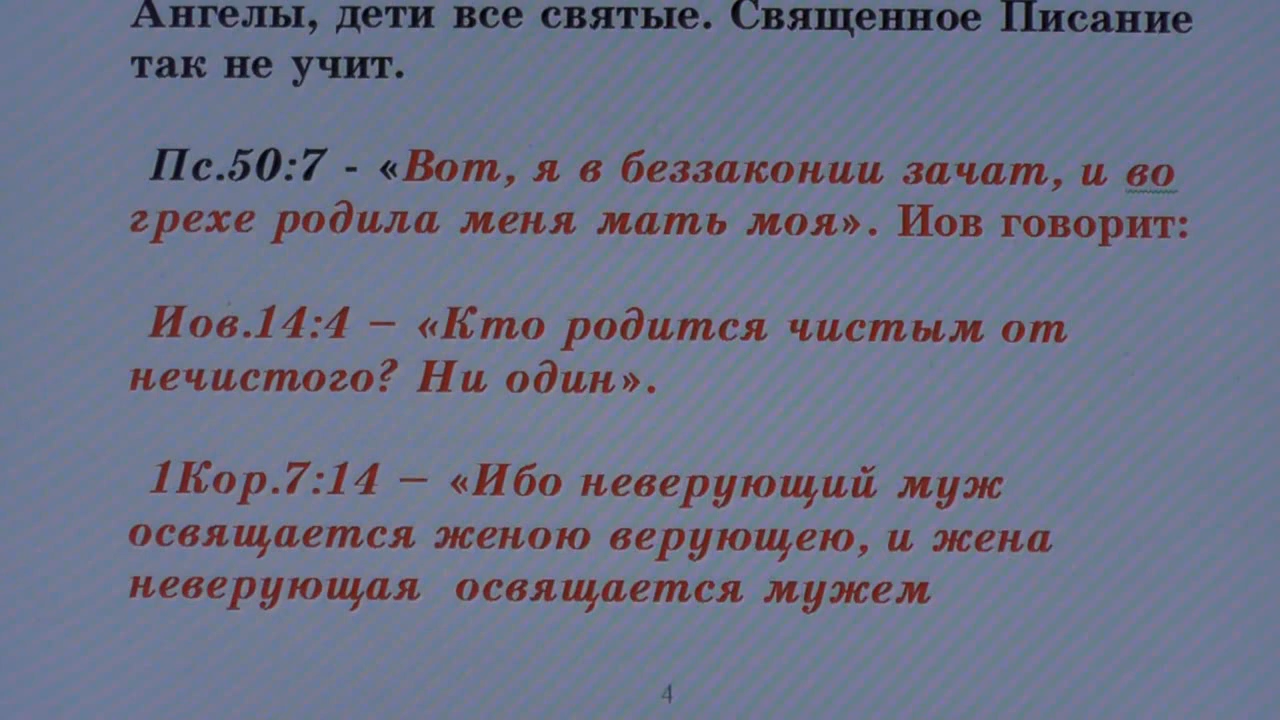 Ангелы, дети все святые. Священное Писание
так не учит.
Пс.50:7 - «Вот, я в беззаконии зачат, и во
грехе родила меня мать моя». Иов говорит:
Иов.14:4 – «Кто родится чистым от
нечистого? Ни один».
1Кор.7:14 – «Ибо неверующий муж
освящается женою верующею, и жена
неверующая освящается мужем
4